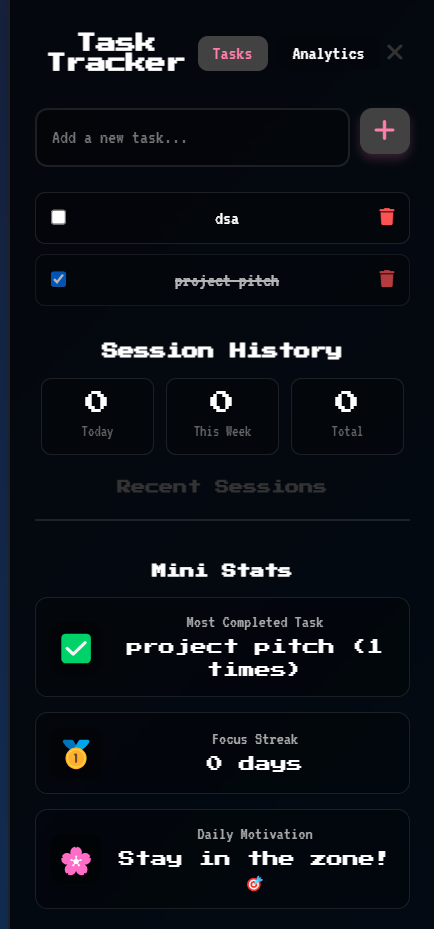 Task
Tracker
Tasks
Analytics
Add a new task...
dsa
project pitch
Session History
0
0
0
Today
This Week
Total
Recent Sessions
Mini Stats
Most Completed Task
project pitch (1
times)
Focus Streak
0 days
Daily Motivation
Stay in the zone!